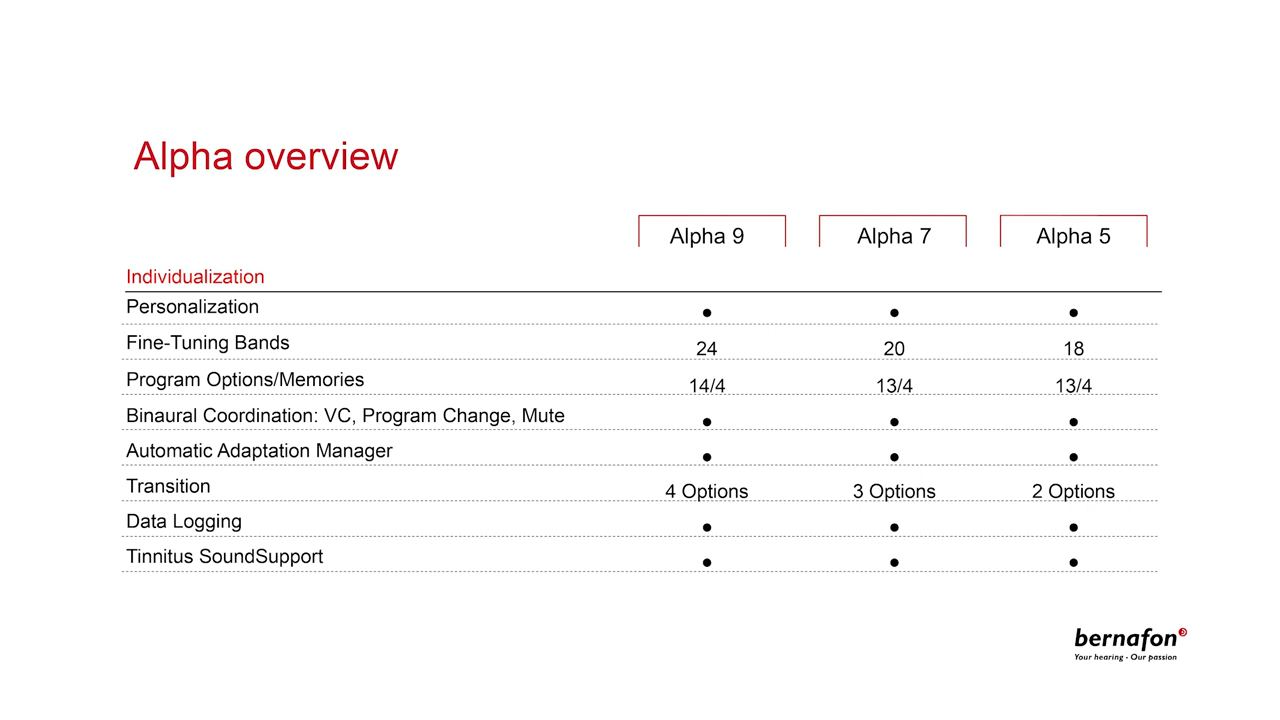 Alpha overview
Alpha 9 Alpha 7 Alpha 5
Individualization
Personalization ● ● ●
Fine-Tuning Bands 24 20 18
Program Options/Memories 14/4 13/4 13/4
Binaural Coordination: VC, Program Change, Mute ● ● ●
Automatic Adaptation Manager ● ● ●
Transition 4 Options 3 Options 2 Options
Data Logging ● ● ●
Tinnitus SoundSupport ● ● ●
bernafon
Your hearing - Our passion